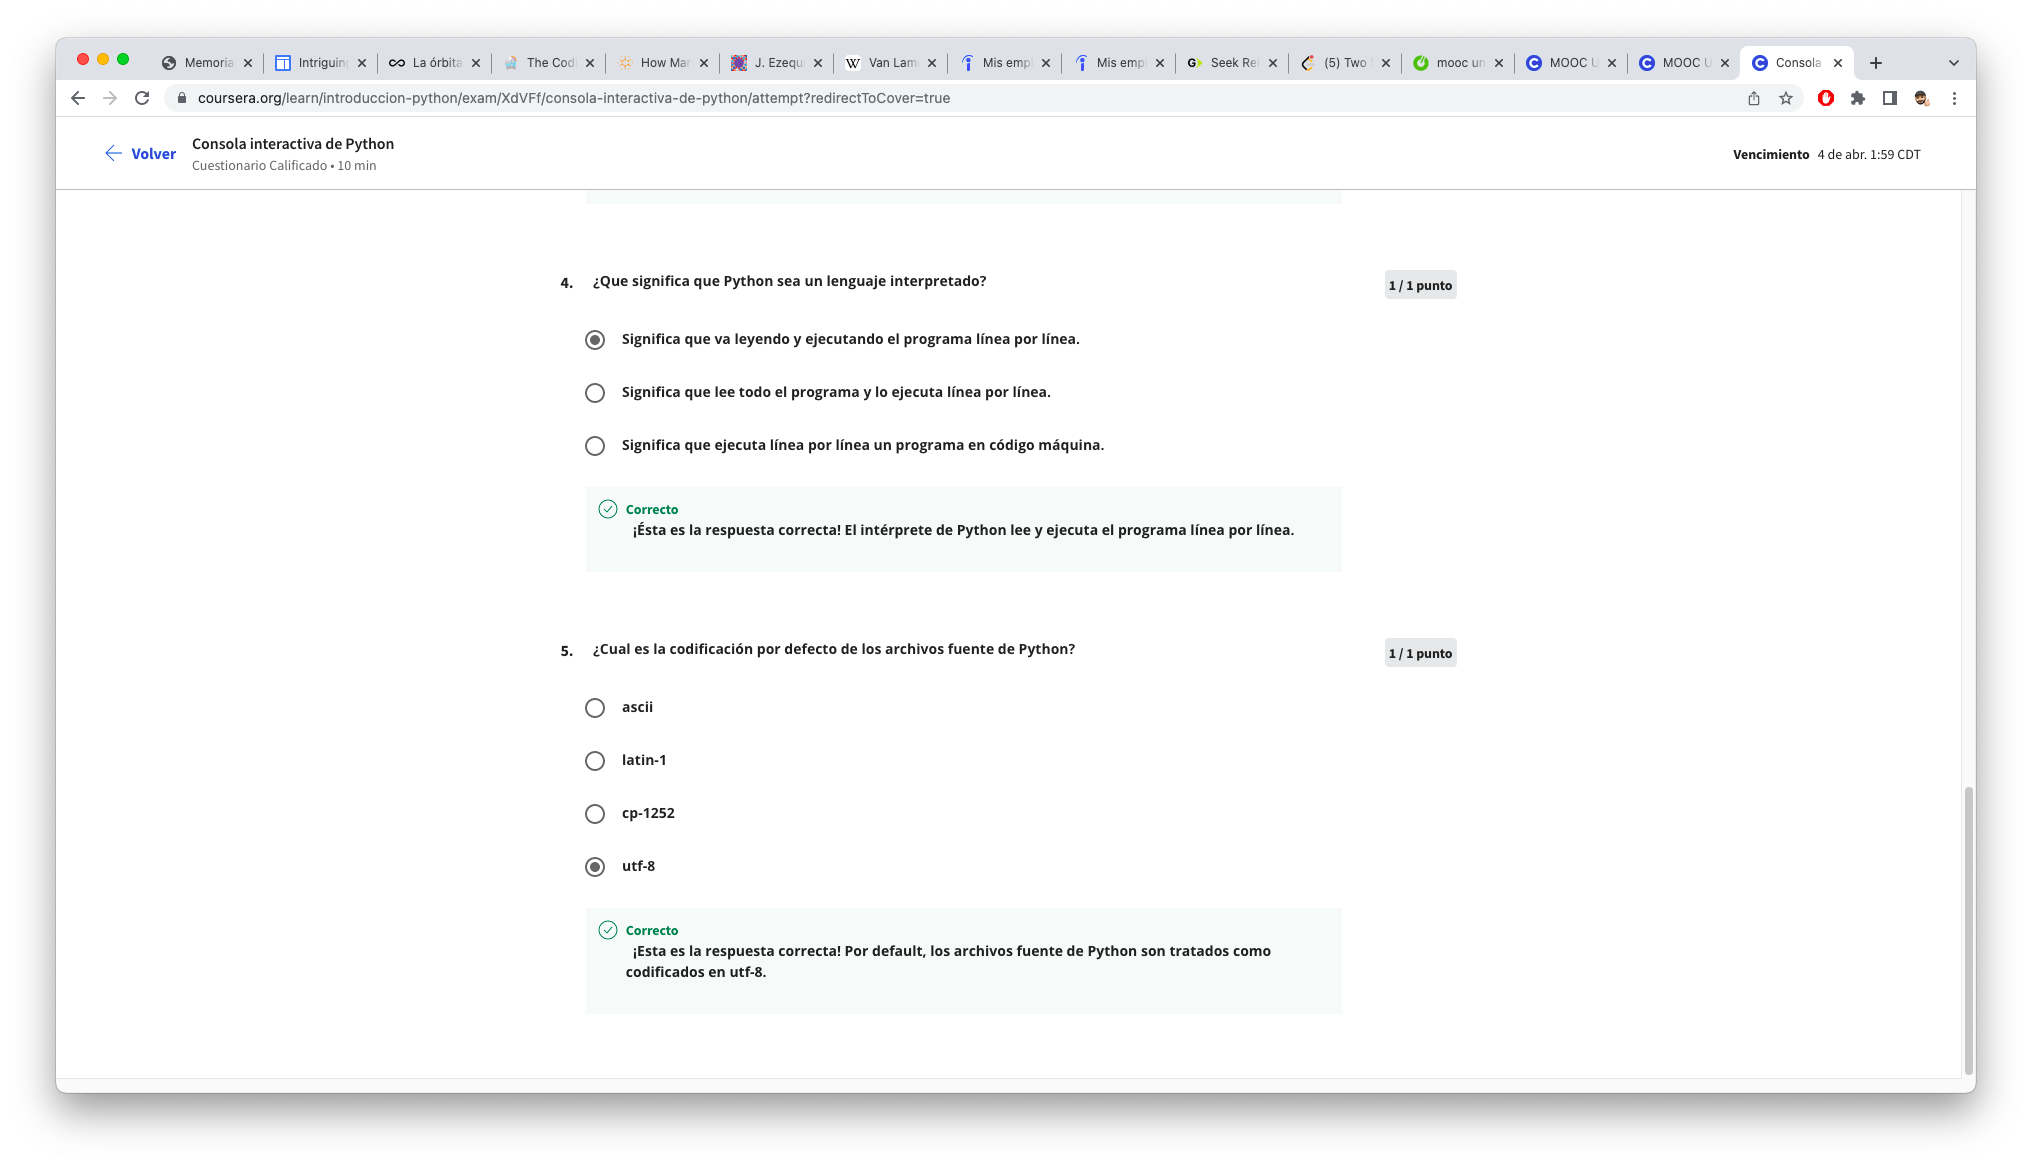 Memoria
Intriguin
La órbita
The Codi
How Mar
J. Ezequi
Van Lam
Mis empl
Mis empl
Seek Rei
(5) Two
mooc un
MOOC U
MOOC U
Consola
coursera.org/learn/introduccion-python/exam/XdVFf/consola-interactiva-de-python/attempt?redirectToCover=true
Volver
Consola interactiva de Python
Cuestionario Calificado • 10 min
Vencimiento 4 de abr. 1:59 CDT
4. ¿Que significa que Python sea un lenguaje interpretado?
1 / 1 punto
Significa que va leyendo y ejecutando el programa línea por línea.
Significa que lee todo el programa y lo ejecuta línea por línea.
Significa que ejecuta línea por línea un programa en código máquina.
Correcto
¡Ésta es la respuesta correcta! El intérprete de Python lee y ejecuta el programa línea por línea.
5. ¿Cual es la codificación por defecto de los archivos fuente de Python?
1 / 1 punto
ascii
latin-1
cp-1252
utf-8
Correcto
¡Esta es la respuesta correcta! Por default, los archivos fuente de Python son tratados como
codificados en utf-8.